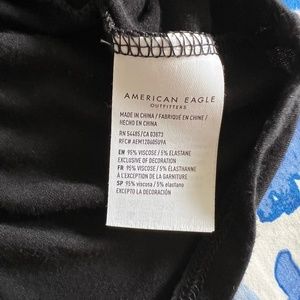 AMERICAN EAGLE
OUTFITTERS
MADE IN CHINA / FABRIQUÉ EN CHINE /
HECHO EN CHINA
RN 54485/CA 03873
RFC# AEM1204050U9A
EN 95% VISCOSE / 5% ELASTANE
EXCLUSIVE OF DECORATION
FR 95% VISCOSE / 5% ÉLASTHANNE
À L'EXCEPTION DE LA GARNITURE
SP 95% viscosa / 5% elastano
EXCEPTO LA DECORACIÓN